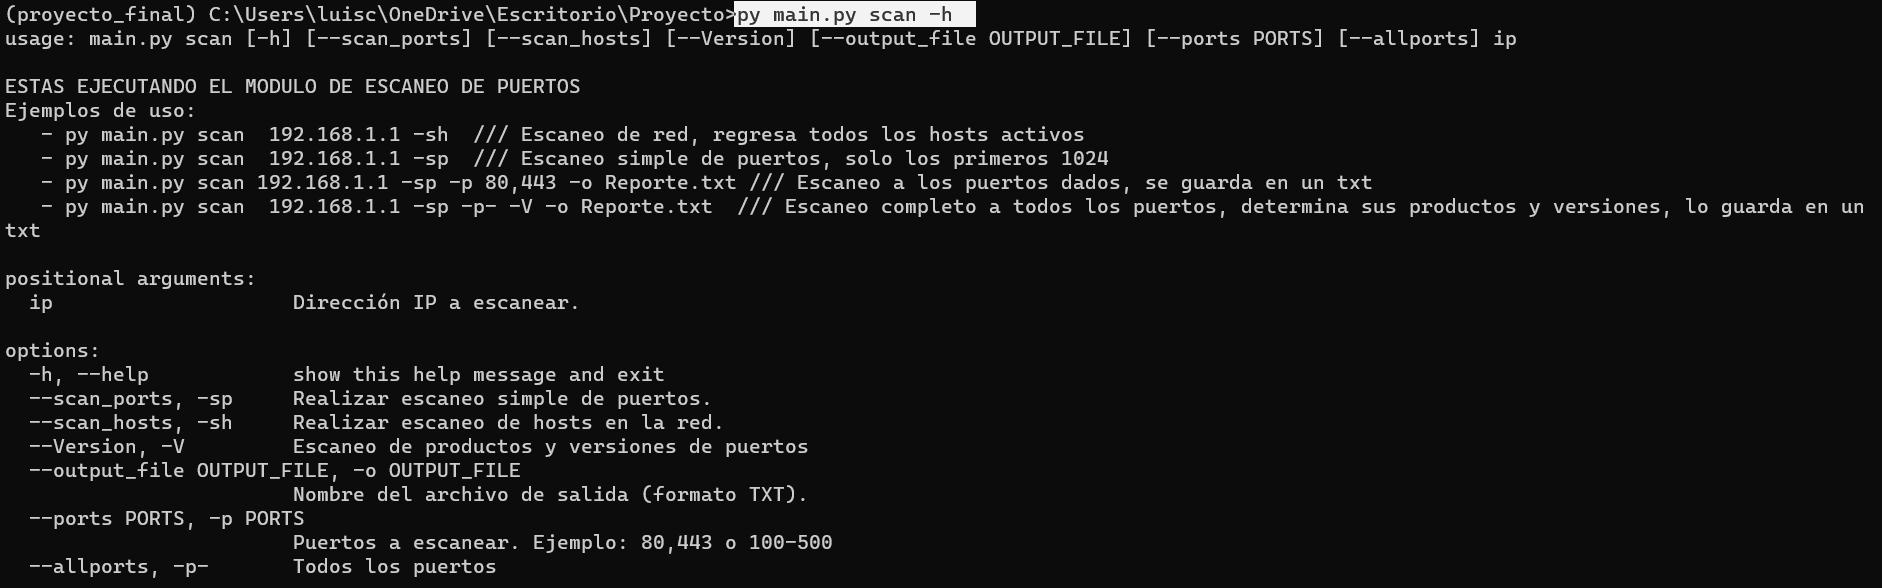 (proyecto_final) C:\Users\luisc\OneDrive\Escritorio\Proyecto>py main.py scan -h
usage: main.py scan [-h] [--scan_ports] [--scan_hosts] [--Version] [--output_file OUTPUT_FILE] [--ports PORTS] [--allports] ip
ESTAS EJECUTANDO EL MODULO DE ESCANEO DE PUERTOS
Ejemplos de uso:
   - py main.py scan  192.168.1.1 -sh  /// Escaneo de red, regresa todos los hosts activos
   - py main.py scan  192.168.1.1 -sp  /// Escaneo simple de puertos, solo los primeros 1024
   - py main.py scan 192.168.1.1 -sp -p 80,443 -o Reporte.txt /// Escaneo a los puertos dados, se guarda en un txt
   - py main.py scan  192.168.1.1 -sp -p- -V -o Reporte.txt  /// Escaneo completo a todos los puertos, determina sus productos y versiones, lo guarda en un
txt
positional arguments:
  ip                    Dirección IP a escanear.
options:
  -h, --help            show this help message and exit
  --scan_ports, -sp     Realizar escaneo simple de puertos.
  --scan_hosts, -sh     Realizar escaneo de hosts en la red.
  --Version, -V         Escaneo de productos y versiones de puertos
  --output_file OUTPUT_FILE, -o OUTPUT_FILE
                        Nombre del archivo de salida (formato TXT).
  --ports PORTS, -p PORTS
                        Puertos a escanear. Ejemplo: 80,443 o 100-500
  --allports, -p-       Todos los puertos